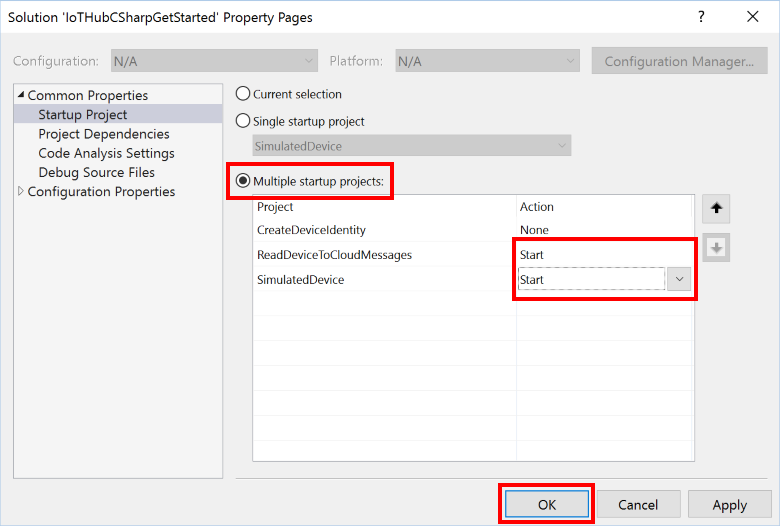 Solution 'IoTHubCSharpGetStarted' Property Pages
?
Configuration: N/A Platform: N/A Configuration Manager...
Common Properties
Startup Project
Project Dependencies
Code Analysis Settings
Debug Source Files
Configuration Properties
Current selection
Single startup project
SimulatedDevice
Multiple startup projects:
Project Action
CreateDeviceIdentity None
ReadDeviceToCloudMessages Start
SimulatedDevice Start
OK Cancel Apply